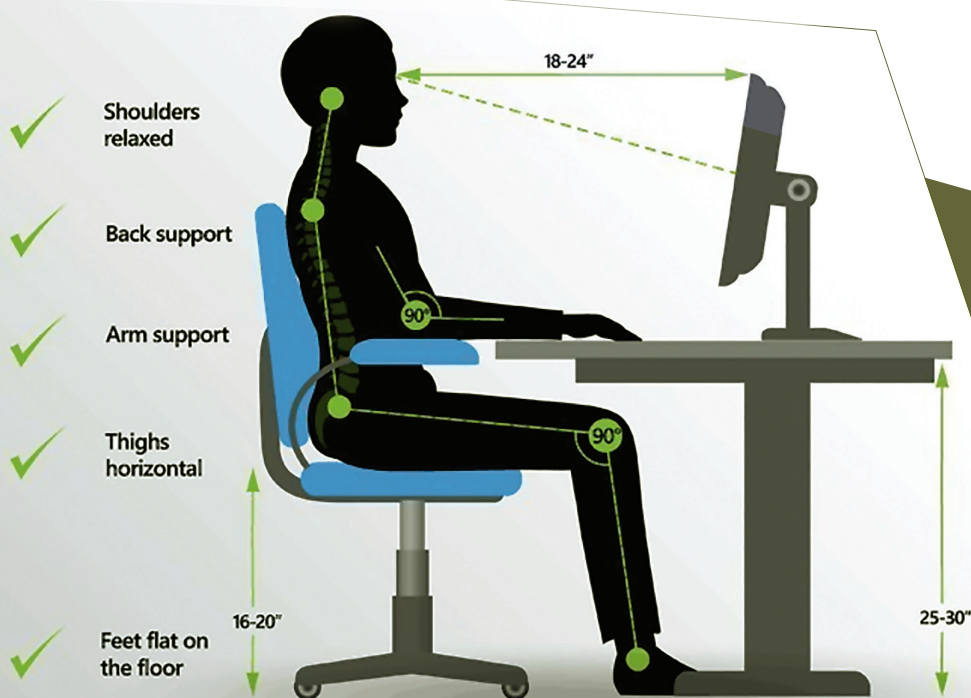 18-24"
Shoulders
relaxed
Back support
Arm support
90°
Thighs
horizontal
90°
16-20"
25-30"
Feet flat on
the floor